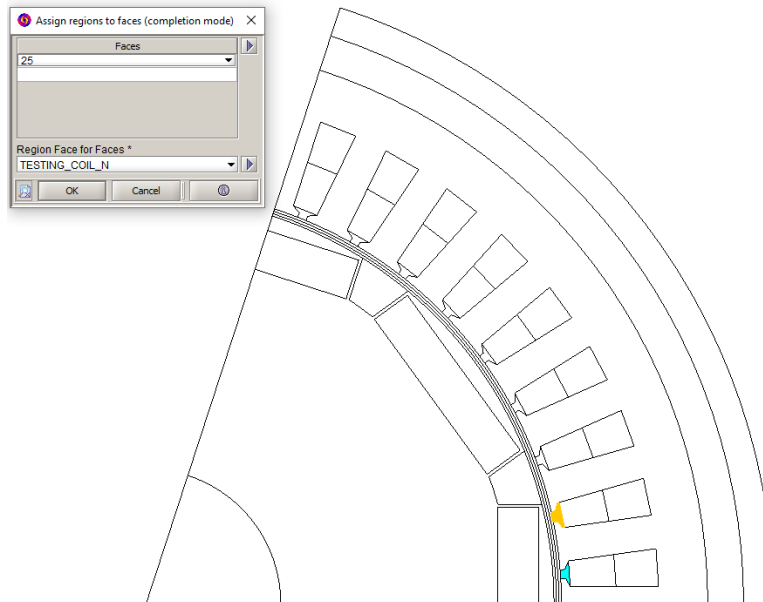 Assign regions to faces (completion mode)
Faces
25
Region Face for Faces *
TESTING_COIL_N
OK
Cancel